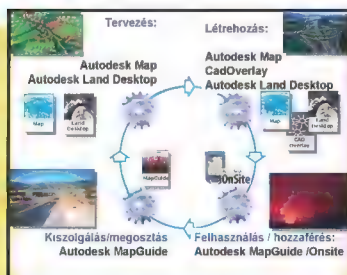 Tervezés:
Autodesk Map
Autodesk Land Desktop
Map
Land
Desktop
Létrehozás:
Autodesk Map
CadOverlay
Autodesk Land Desktop
Map
Land
Desktop
CAD
Overlay
MapGuide
OnSite
Kiszolgálás/megosztás
Autodesk MapGuide
Felhasználás / hozzaférés:
Autodesk MapGuide /Onsite